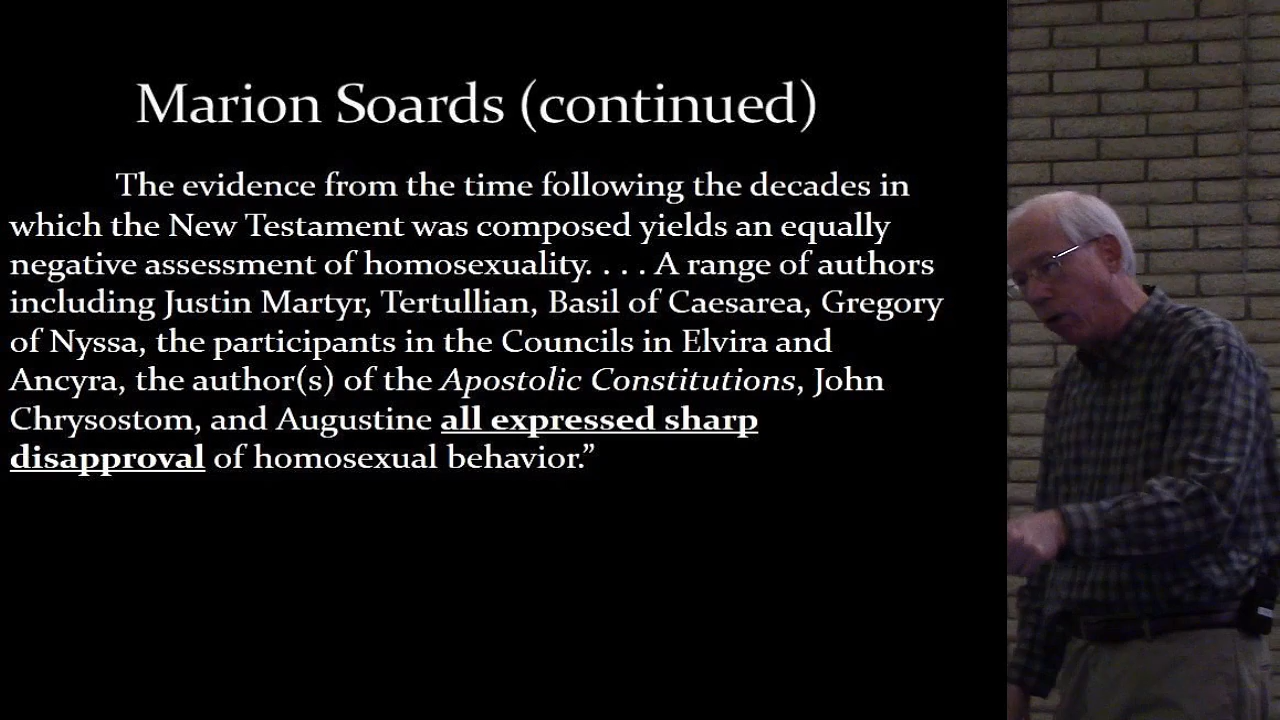 Marion Soards (continued)
The evidence from the time following the decades in
which the New Testament was composed yields an equally
negative assessment of homosexuality. . . . A range of authors
including Justin Martyr, Tertullian, Basil of Caesarea, Gregory
of Nyssa, the participants in the Councils in Elvira and
Ancyra, the author(s) of the Apostolic Constitutions, John
Chrysostom, and Augustine all expressed sharp
disapproval of homosexual behavior.”